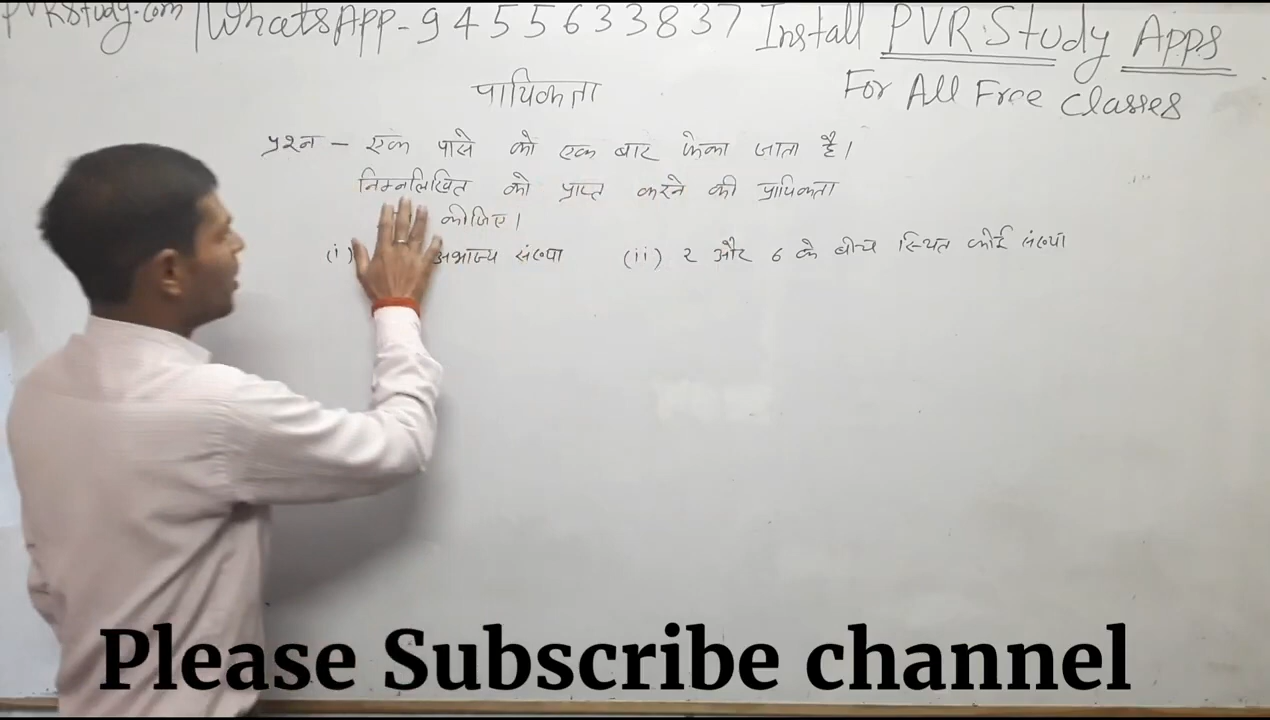 PVRStudy.com | WhatsApp - 9455633837 Install PVR Study Apps
For All Free Classes
प्रायिकता
प्रश्न - एक पासे को एक बार फेंका जाता है।
निम्नलिखित को प्राप्त करने की प्रायिकता
कीजिए।
(i) अभाज्य संख्या (ii) 2 और 6 के बीच स्थित कोई संख्या
Please Subscribe channel